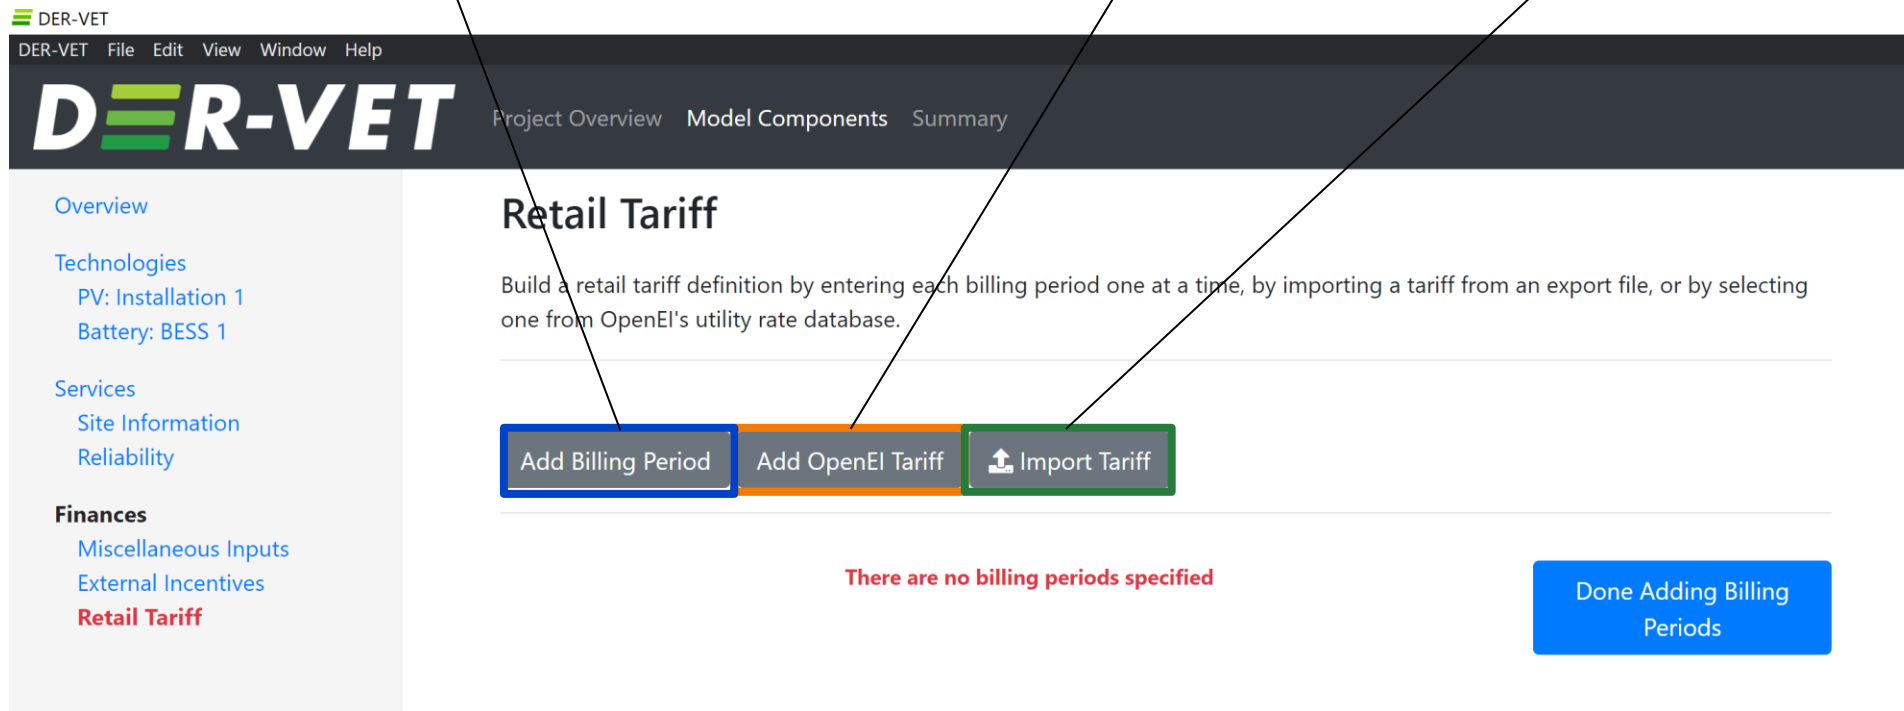 DER-VET
DER-VET File Edit View Window Help
DER-VET Project Overview Model Components Summary
Overview
Technologies
PV: Installation 1
Battery: BESS 1
Services
Site Information
Reliability
Finances
Miscellaneous Inputs
External Incentives
Retail Tariff
Retail Tariff
Build a retail tariff definition by entering each billing period one at a time, by importing a tariff from an export file, or by selecting
one from OpenEI's utility rate database.
Add Billing Period Add OpenEI Tariff Import Tariff
There are no billing periods specified
Done Adding Billing
Periods